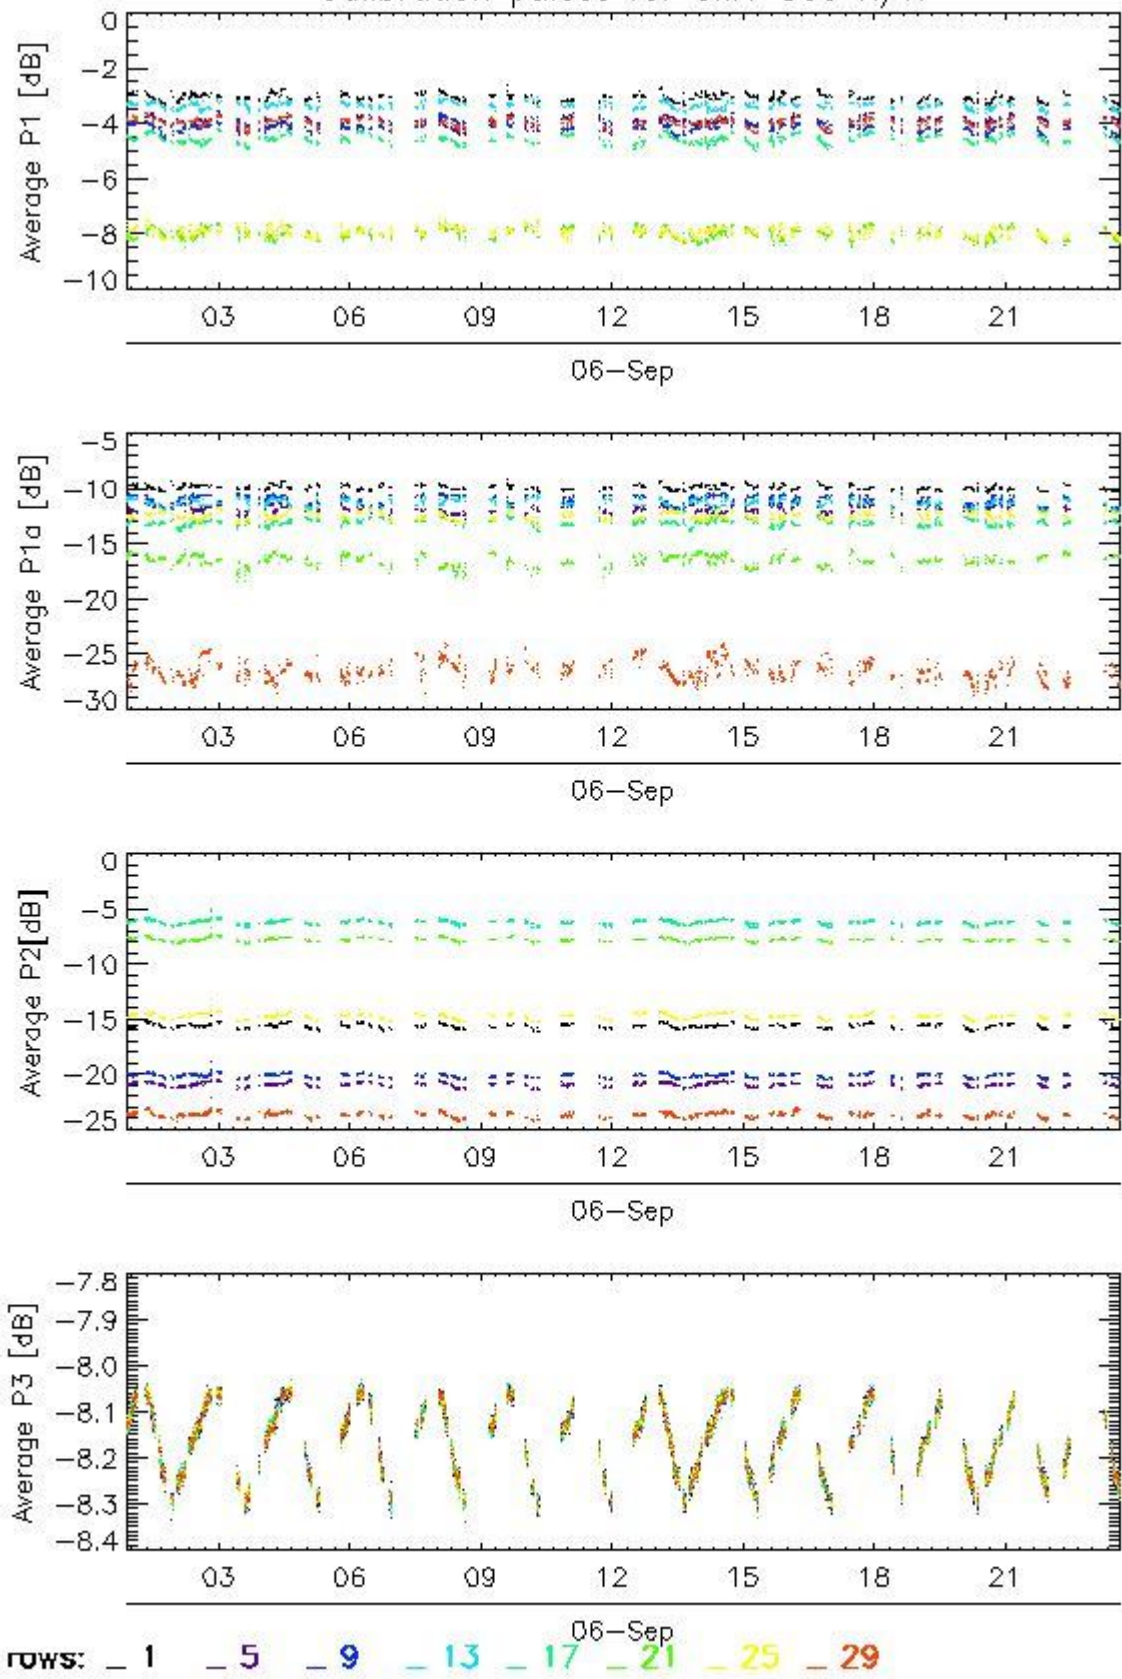 Average P1 [dB]
0
−2
−4
−6
−8
−10
03 06 09 12 15 18 21
06−Sep
Average P1a [dB]
−5
−10
−15
−20
−25
−30
03 06 09 12 15 18 21
06−Sep
Average P2[dB]
0
−5
−10
−15
−20
−25
03 06 09 12 15 18 21
06−Sep
Average P3 [dB]
−7.8
−7.9
−8.0
−8.1
−8.2
−8.3
−8.4
03 06 09 12 15 18 21
06−Sep
rows: _ 1 _ 5 _ 9 _ 13 _ 17 _ 21 _ 25 _ 29